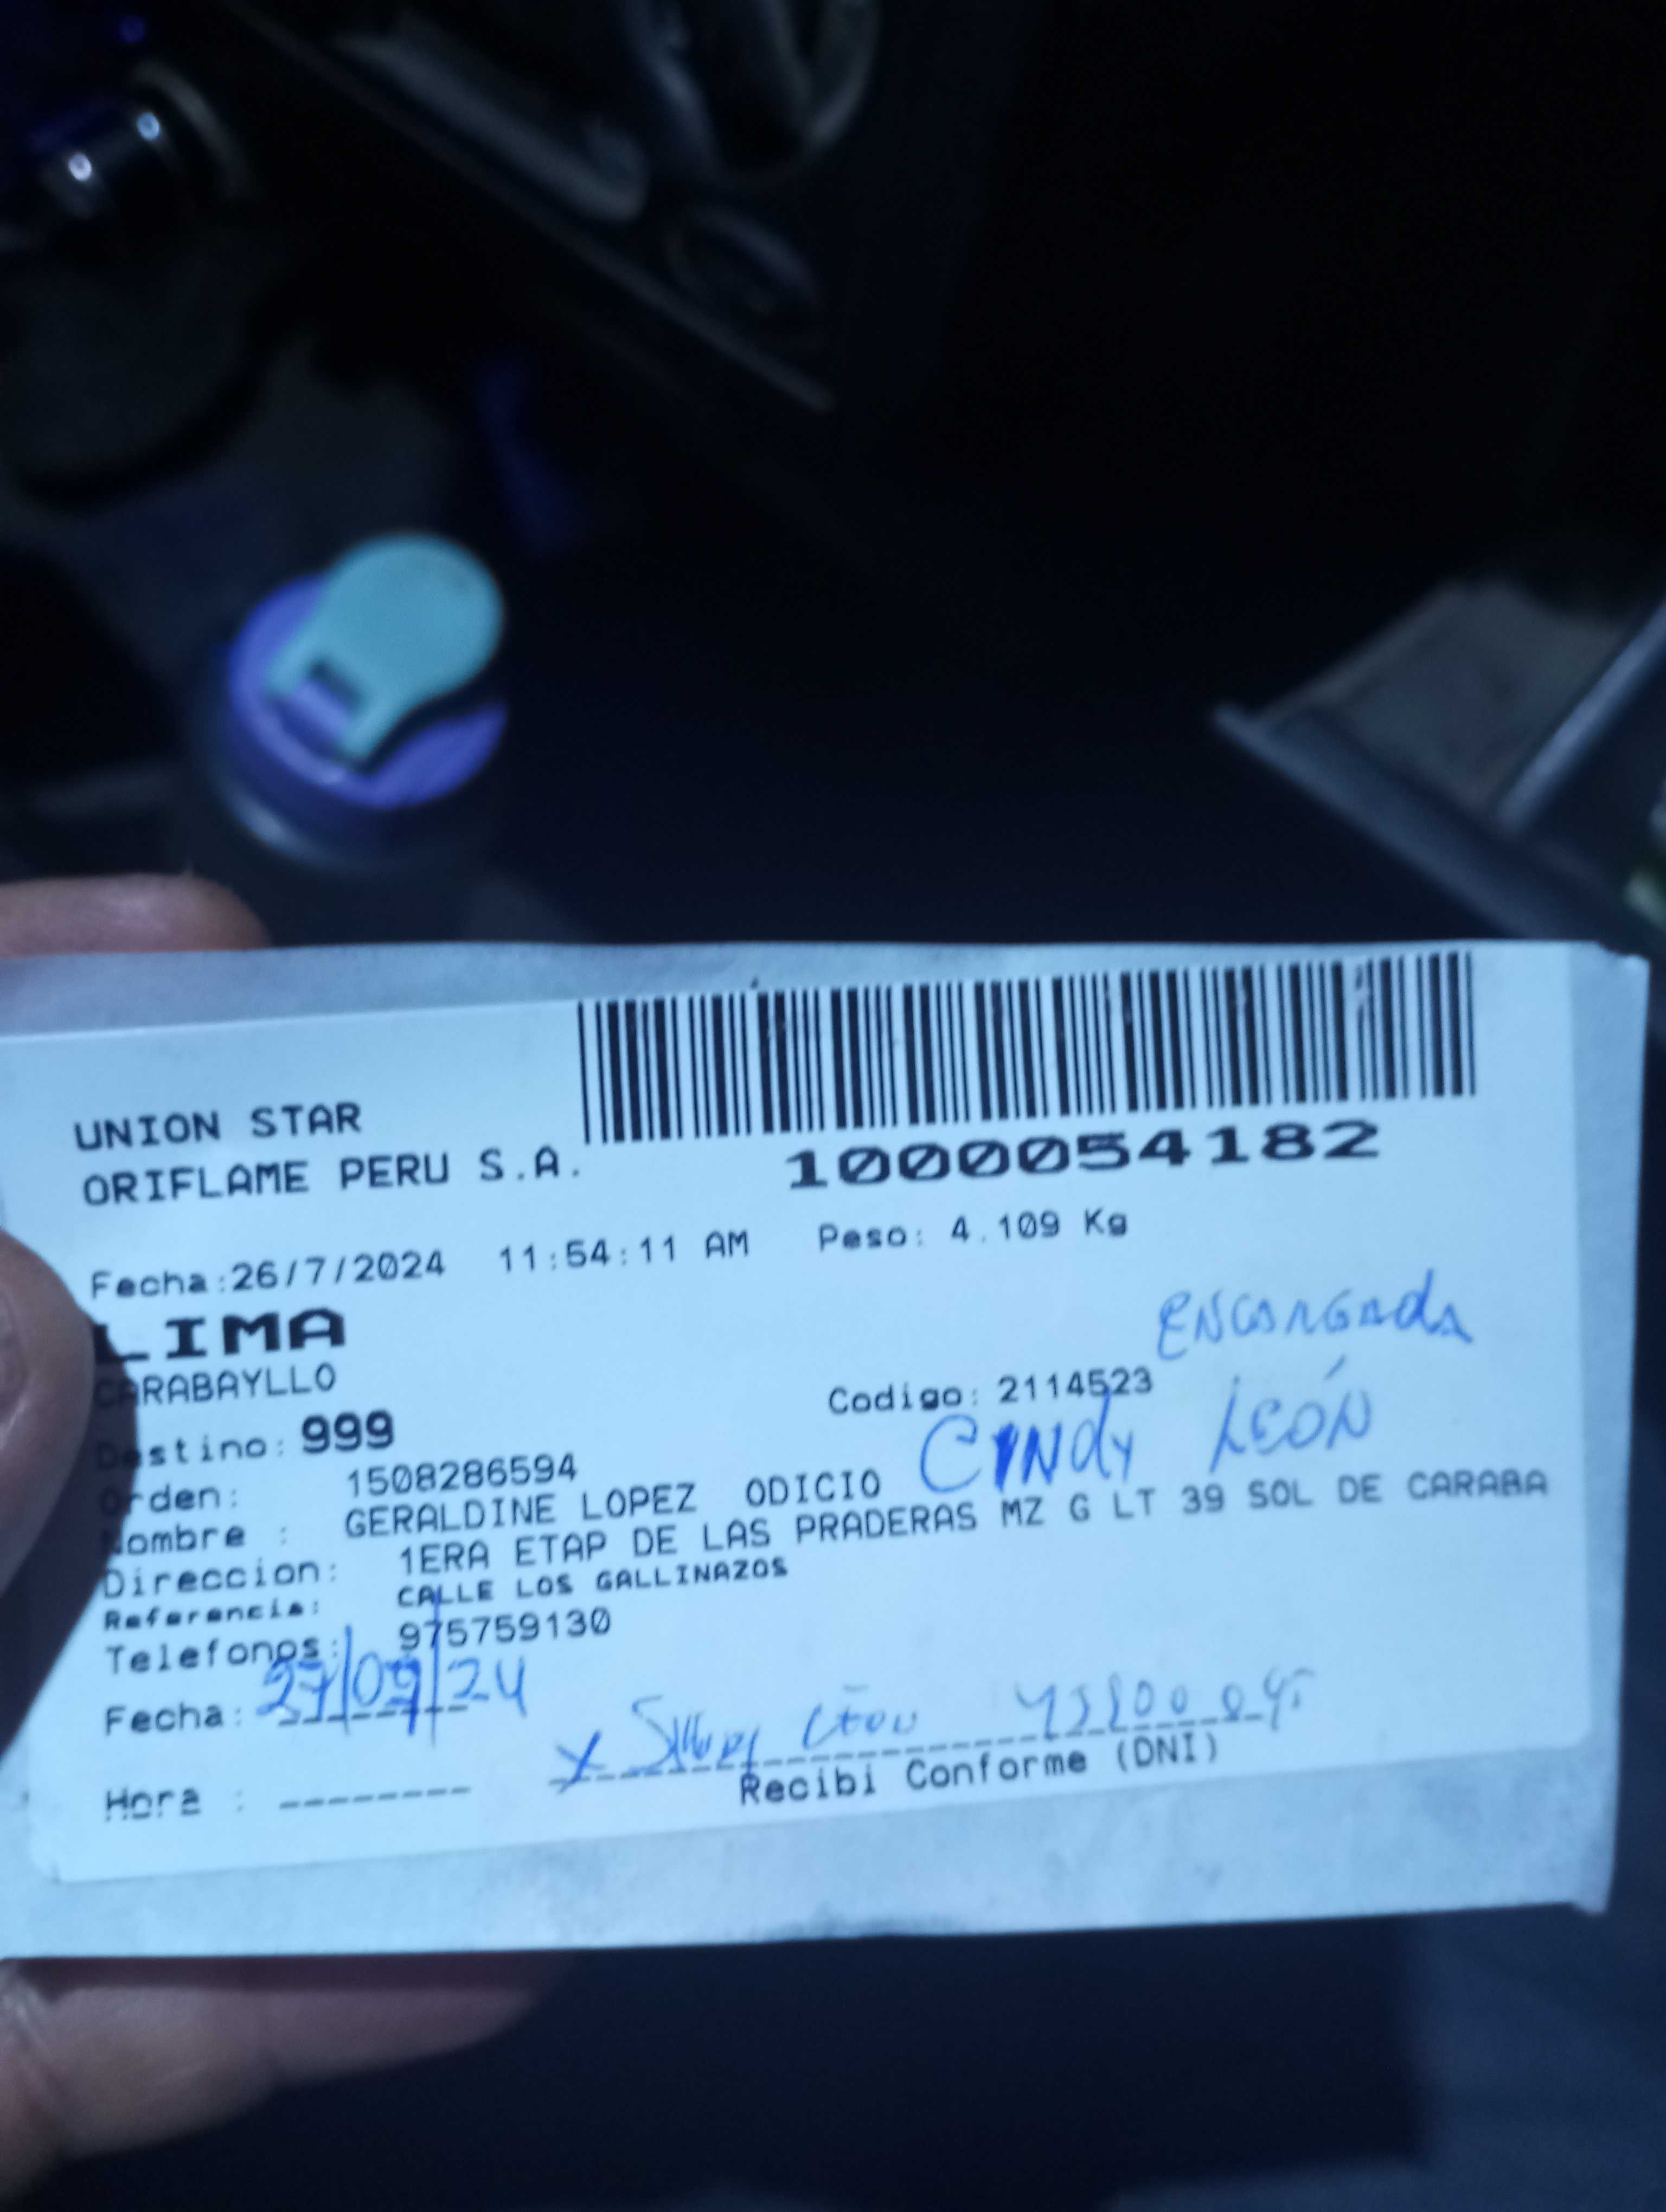 UNION STAR
ORIFLAME PERU S.A.
1000054182
Fecha:26/7/2024 11:54:11 AM Peso: 4.109 Kg
LIMA
ENCARGADA
CARABAYLLO
Codigo: 2114523
Destino: 999
CINDY LEÓN
Orden: 1508286594
Nombre : GERALDINE LOPEZ ODICIO
Direccion: 1ERA ETAP DE LAS PRADERAS MZ G LT 39 SOL DE CARABA
Referencia: CALLE LOS GALLINAZOS
Telefonos: 975759130
Fecha: 27/09/24
X León
Hora : --------
Recibi Conforme (DNI)